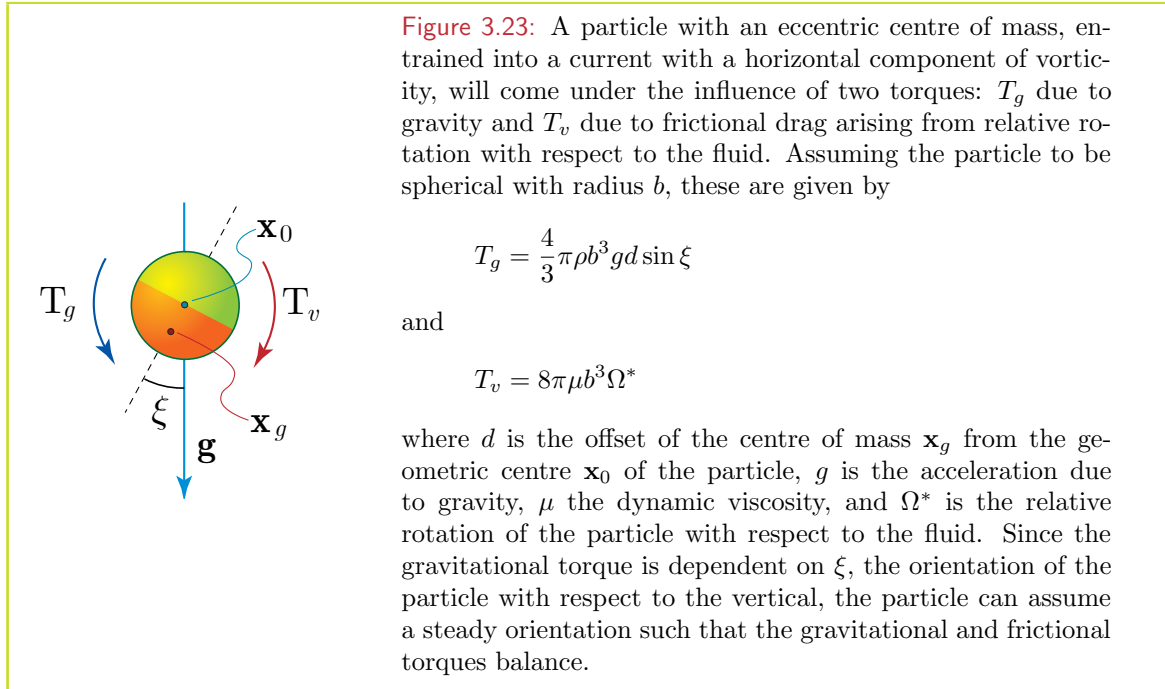 Figure 3.23: A particle with an eccentric centre of mass, en-
trained into a current with a horizontal component of vortic-
ity, will come under the influence of two torques: T_g due to
gravity and T_v due to frictional drag arising from relative ro-
tation with respect to the fluid. Assuming the particle to be
spherical with radius b, these are given by
T_g = \frac{4}{3}πρb³gd sin ξ
and
T_v = 8πμb³Ω*
where d is the offset of the centre of mass x_g from the ge-
ometric centre x_0 of the particle, g is the acceleration due
to gravity, μ the dynamic viscosity, and Ω* is the relative
rotation of the particle with respect to the fluid. Since the
gravitational torque is dependent on ξ, the orientation of the
particle with respect to the vertical, the particle can assume
a steady orientation such that the gravitational and frictional
torques balance.
x_0
T_g
T_v
ξ
x_g
g